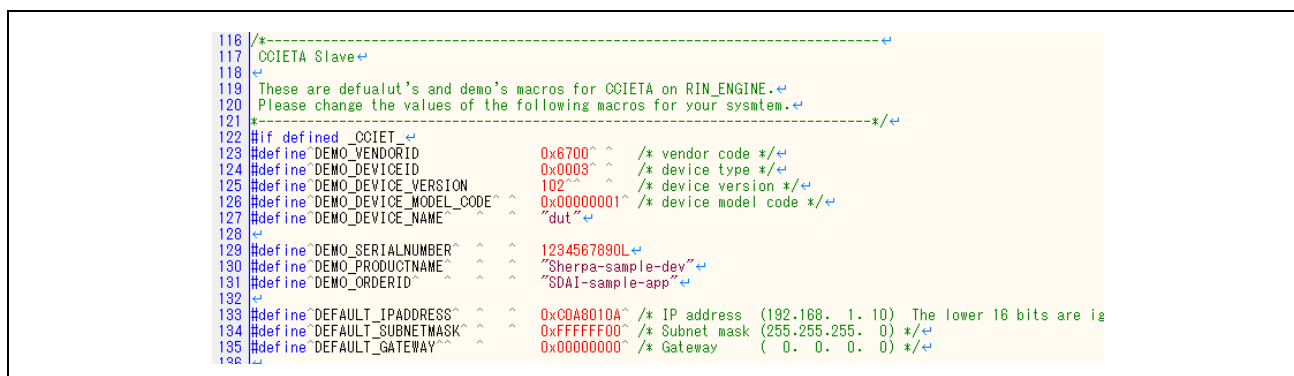 116 /*----------------------------------------------------------------------------↵
117 CCIETA Slave↵
118 ↵
119 These are defualut's and demo's macros for CCIETA on RIN_ENGINE.↵
120 Please change the values of the following macros for your sysmtem.↵
121 *----------------------------------------------------------------------------*/↵
122 #if defined _CCIET_↵
123 #define^DEMO_VENDORID 0x6700^ ^ /* vendor code */↵
124 #define^DEMO_DEVICEID 0x0003^ ^ /* device type */↵
125 #define^DEMO_DEVICE_VERSION 102^^ ^ /* device version */↵
126 #define^DEMO_DEVICE_MODEL_CODE^ ^ 0x00000001^ /* device model code */↵
127 #define^DEMO_DEVICE_NAME^ ^ ^ "dut"↵
128 ↵
129 #define^DEMO_SERIALNUMBER^ ^ ^ 1234567890L↵
130 #define^DEMO_PRODUCTNAME^ ^ ^ "Sherpa-sample-dev"↵
131 #define^DEMO_ORDERID^ ^ ^ ^ "SDAI-sample-app"↵
132 ↵
133 #define^DEFAULT_IPADDRESS^ ^ ^ 0xC0A8010A^ /* IP address (192.168. 1. 10) The lower 16 bits are ig
134 #define^DEFAULT_SUBNETMASK^ ^ ^ 0xFFFFFF00^ /* Subnet mask (255.255.255. 0) */↵
135 #define^DEFAULT_GATEWAY^^ ^ ^ 0x00000000^ /* Gateway ( 0. 0. 0. 0) */↵
136 ↵